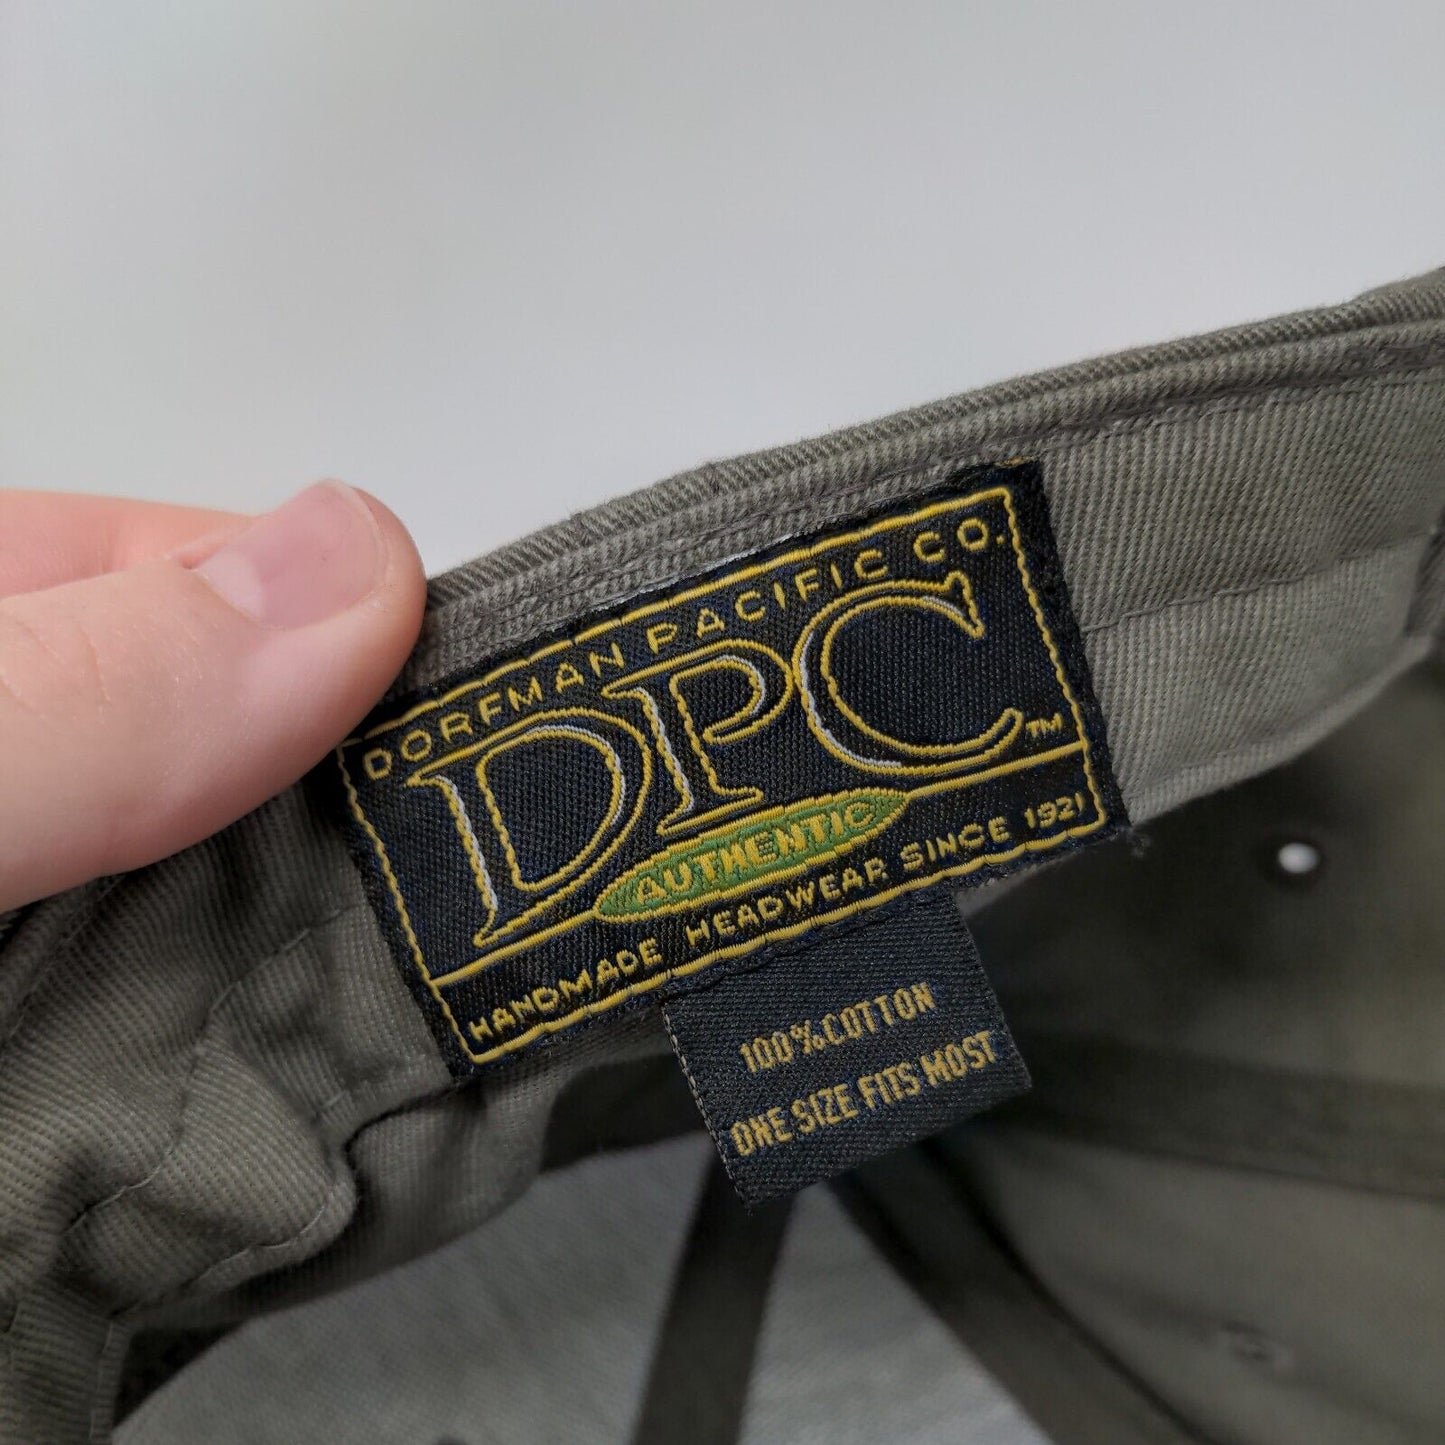 DORFMAN PACIFIC CO.
DPC™
AUTHENTIC
HANDMADE HEADWEAR SINCE 1921
100% COTTON
ONE SIZE FITS MOST